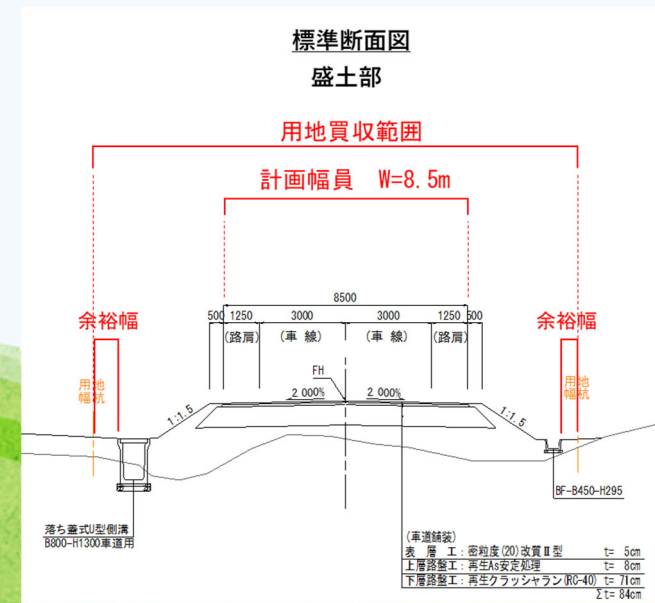 標準断面図
盛土部
用地買収範囲
計画幅員 W=8.5m
8500
余裕幅
500 1250 3000 3000 1250 500
余裕幅
(路肩) (車 線) (車 線) (路肩)
FH
用地
幅杭
2.000% 2.000%
用地
幅杭
1:1.5
1:1.5
BF-B450-H295
落ち蓋式U型側溝
B800-H1300車道用
(車道舗装)
表 層 工:密粒度(20)改質Ⅱ型 t= 5cm
上層路盤工:再生As安定処理 t= 8cm
下層路盤工:再生クラッシャラン(RC-40) t= 71cm
Σt= 84cm